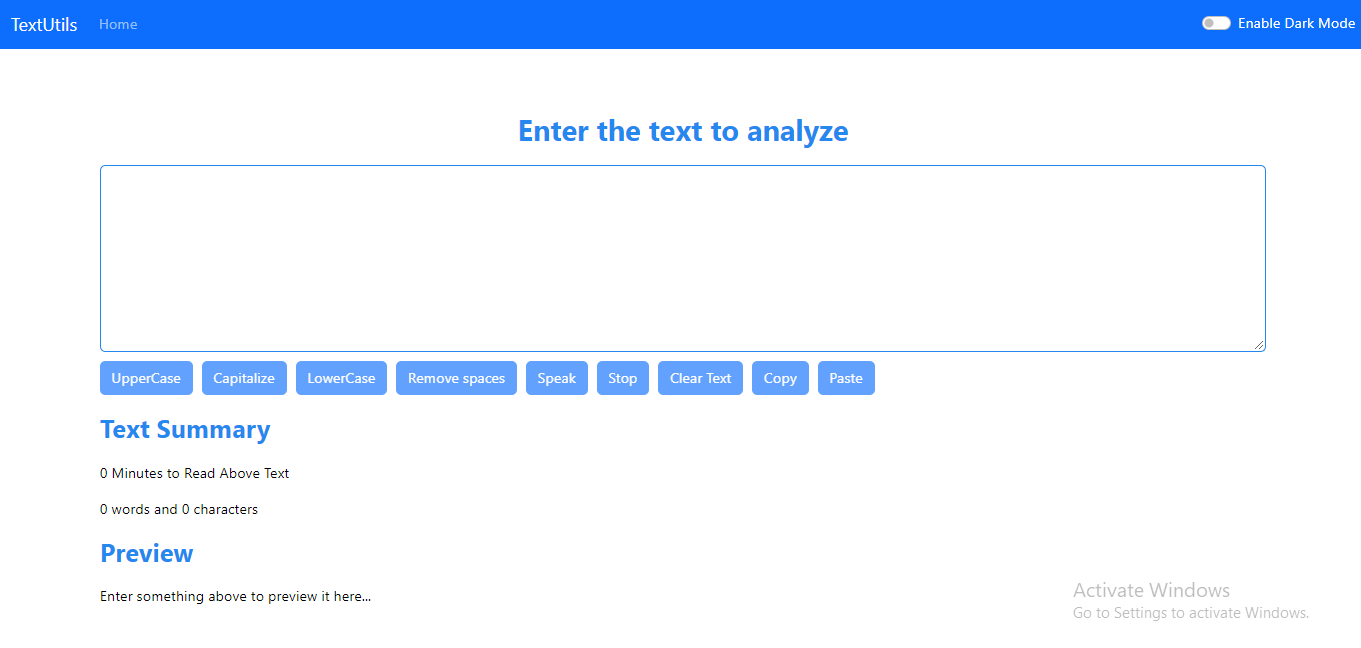 TextUtils Home Enable Dark Mode
Enter the text to analyze
UpperCase Capitalize LowerCase Remove spaces Speak Stop Clear Text Copy Paste
Text Summary
0 Minutes to Read Above Text
0 words and 0 characters
Preview
Enter something above to preview it here...
Activate Windows
Go to Settings to activate Windows.